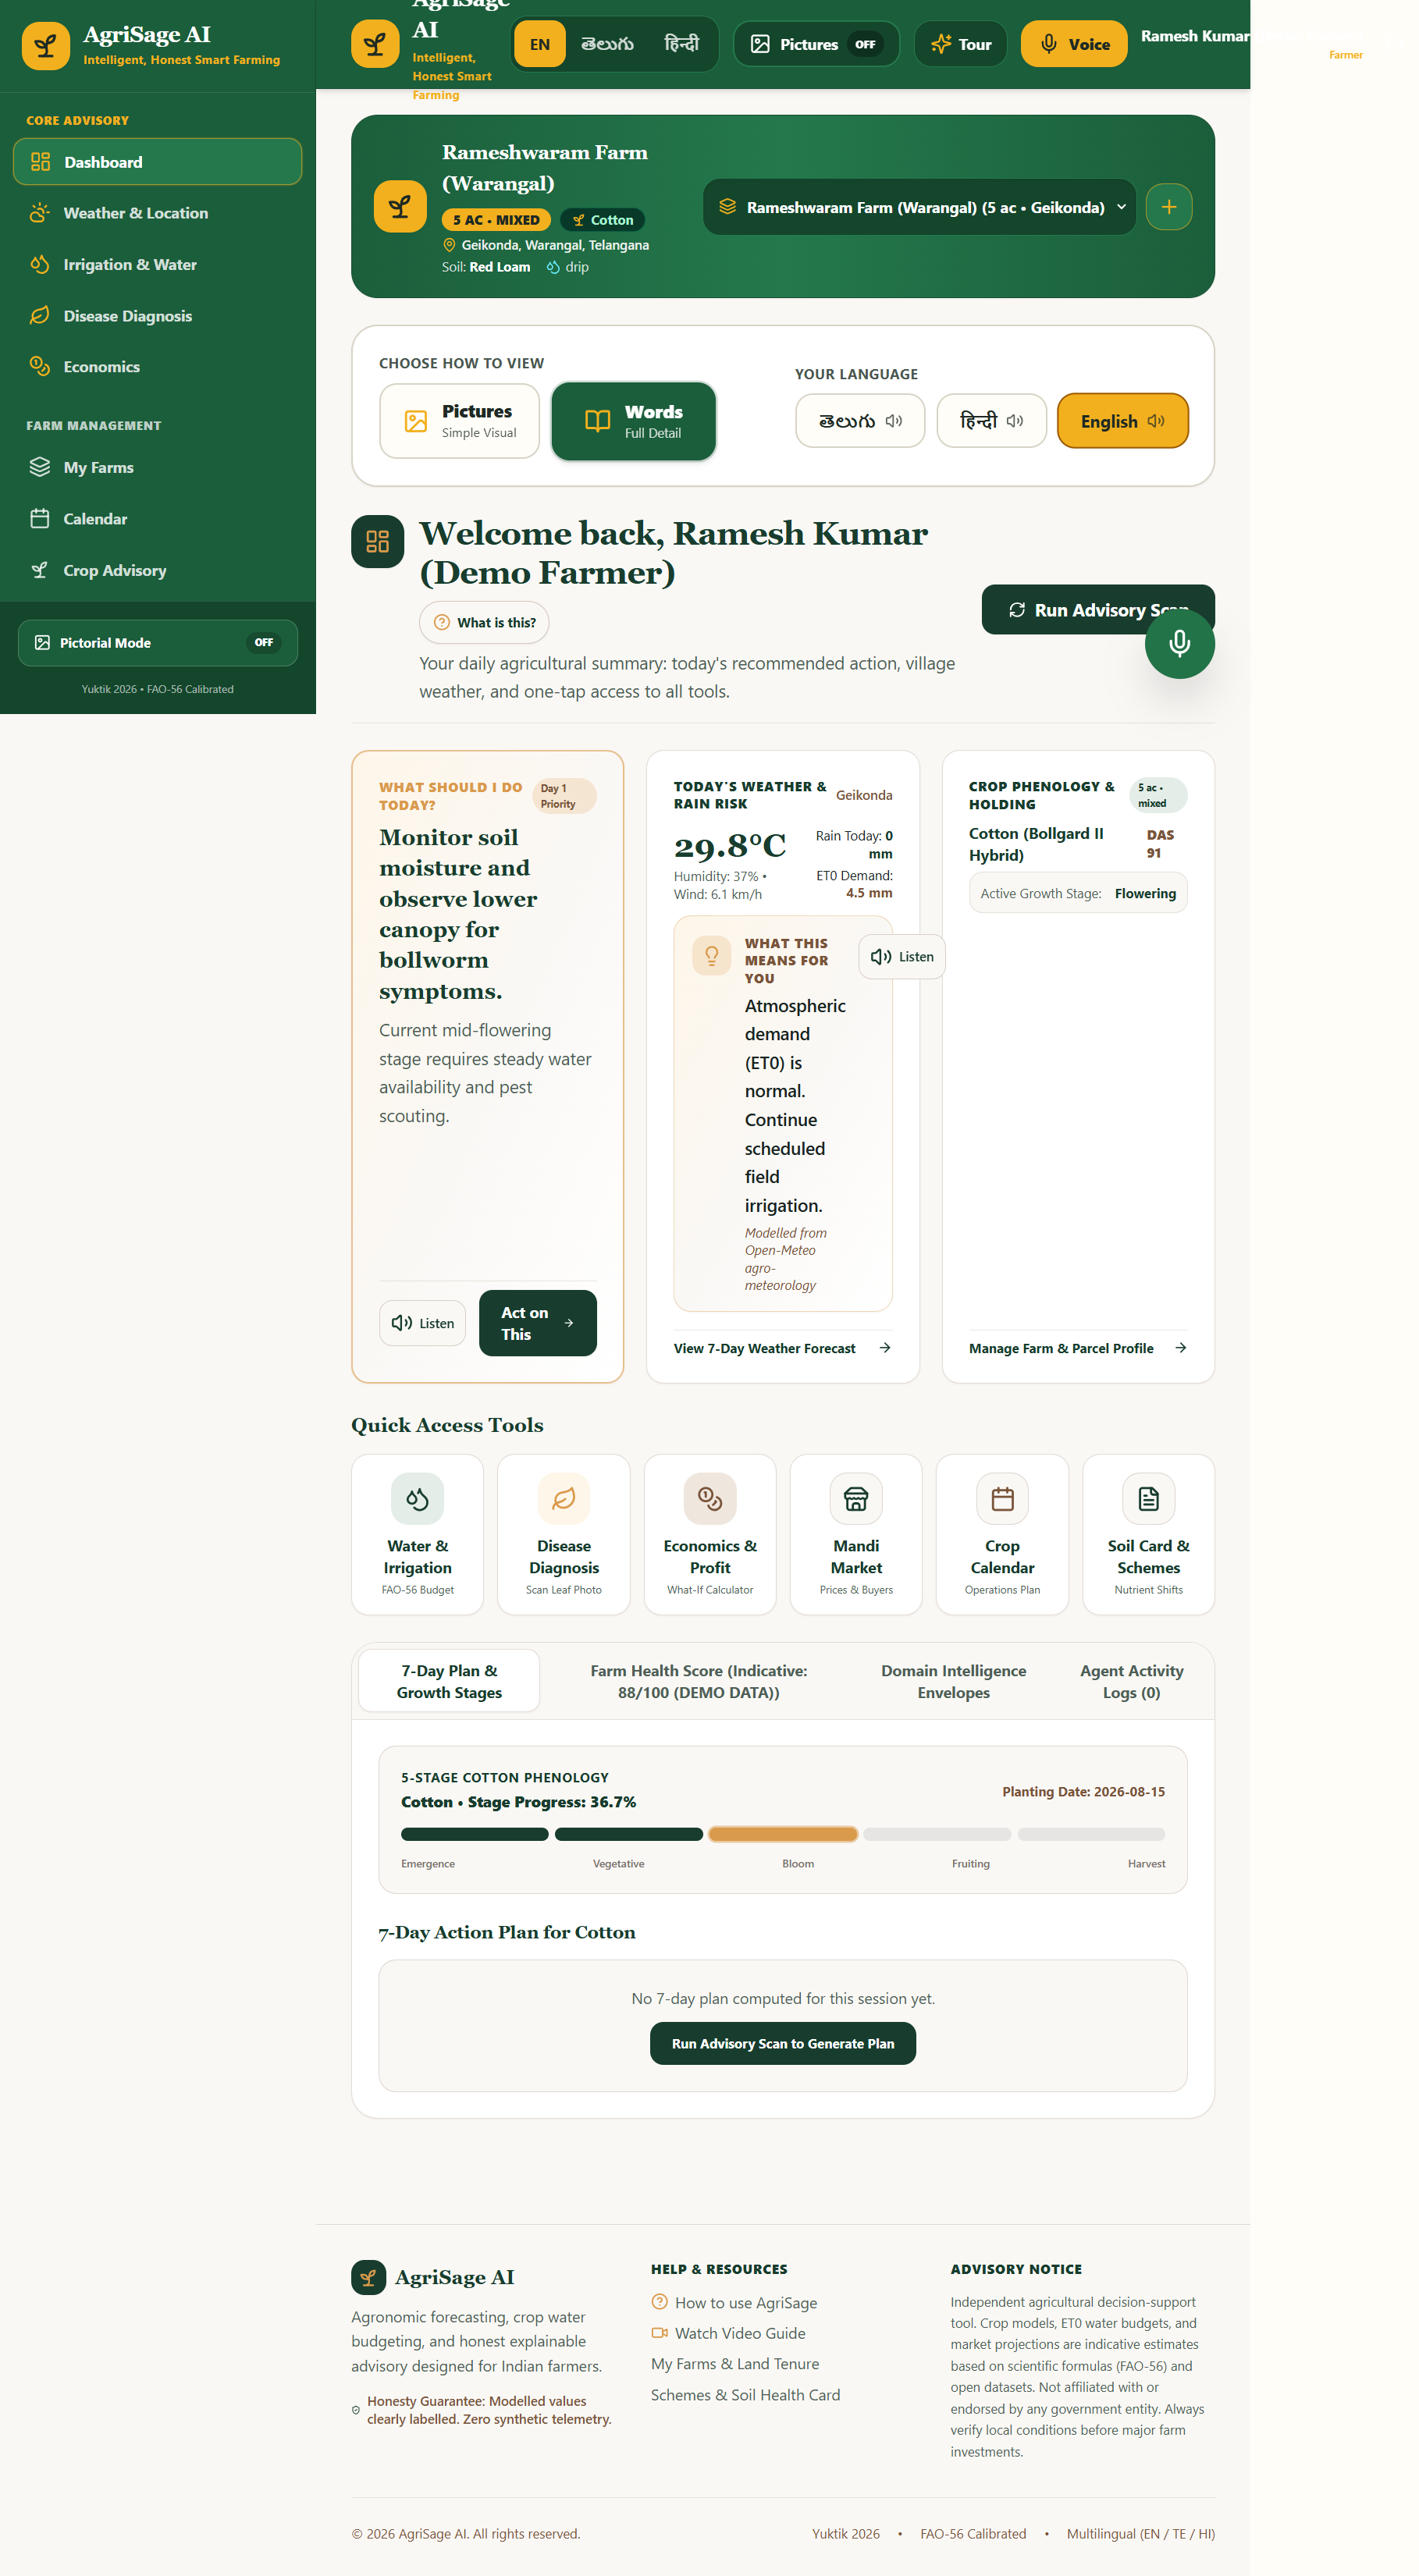 AgriSage AI
Intelligent, Honest Smart Farming
CORE ADVISORY
Dashboard
Weather & Location
Irrigation & Water
Disease Diagnosis
Economics
FARM MANAGEMENT
My Farms
Calendar
Crop Advisory
Pictorial Mode OFF
Yuktik 2026 • FAO-56 Calibrated
AgriSage
AI
Intelligent,
Honest Smart
Farming
EN తెలుగు हिन्दी
Pictures OFF
Tour
Voice
Ramesh Kumar
Farmer
Rameshwaram Farm
(Warangal)
5 AC • MIXED Cotton
Geikonda, Warangal, Telangana
Soil: Red Loam drip
Rameshwaram Farm (Warangal) (5 ac • Geikonda)
CHOOSE HOW TO VIEW
Pictures
Simple Visual
Words
Full Detail
YOUR LANGUAGE
తెలుగు
हिन्दी
English
Welcome back, Ramesh Kumar
(Demo Farmer)
What is this?
Your daily agricultural summary: today's recommended action, village
weather, and one-tap access to all tools.
Run Advisory Scan
WHAT SHOULD I DO
TODAY?
Day 1
Priority
Monitor soil
moisture and
observe lower
canopy for
bollworm
symptoms.
Current mid-flowering
stage requires steady water
availability and pest
scouting.
Listen
Act on
This
TODAY'S WEATHER &
RAIN RISK
Geikonda
29.8°C
Humidity: 37% •
Wind: 6.1 km/h
Rain Today: 0
mm
ET0 Demand:
4.5 mm
WHAT THIS
MEANS FOR
YOU
Listen
Atmospheric
demand
(ET0) is
normal.
Continue
scheduled
field
irrigation.
Modelled from
Open-Meteo
agro-
meteorology
View 7-Day Weather Forecast
CROP PHENOLOGY &
HOLDING
5 ac •
mixed
Cotton (Bollgard II
Hybrid)
DAS
91
Active Growth Stage: Flowering
Manage Farm & Parcel Profile
Quick Access Tools
Water &
Irrigation
FAO-56 Budget
Disease
Diagnosis
Scan Leaf Photo
Economics &
Profit
What-If Calculator
Mandi
Market
Prices & Buyers
Crop
Calendar
Operations Plan
Soil Card &
Schemes
Nutrient Shifts
7-Day Plan &
Growth Stages
Farm Health Score (Indicative:
88/100 (DEMO DATA))
Domain Intelligence
Envelopes
Agent Activity
Logs (0)
5-STAGE COTTON PHENOLOGY
Cotton • Stage Progress: 36.7%
Planting Date: 2026-08-15
Emergence Vegetative Bloom Fruiting Harvest
7-Day Action Plan for Cotton
No 7-day plan computed for this session yet.
Run Advisory Scan to Generate Plan
AgriSage AI
Agronomic forecasting, crop water
budgeting, and honest explainable
advisory designed for Indian farmers.
Honesty Guarantee: Modelled values
clearly labelled. Zero synthetic telemetry.
HELP & RESOURCES
How to use AgriSage
Watch Video Guide
My Farms & Land Tenure
Schemes & Soil Health Card
ADVISORY NOTICE
Independent agricultural decision-support
tool. Crop models, ET0 water budgets, and
market projections are indicative estimates
based on scientific formulas (FAO-56) and
open datasets. Not affiliated with or
endorsed by any government entity. Always
verify local conditions before major farm
investments.
© 2026 AgriSage AI. All rights reserved.
Yuktik 2026 • FAO-56 Calibrated • Multilingual (EN / TE / HI)